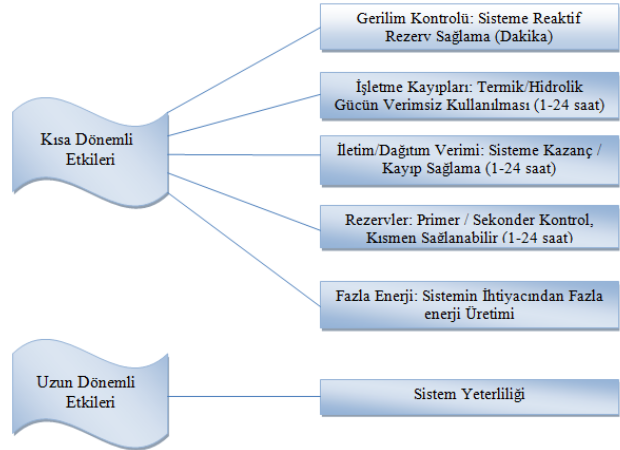 Kısa Dönemli
Etkileri
Gerilim Kontrolü: Sisteme Reaktif
Rezerv Sağlama (Dakika)
İşletme Kayıpları: Termik/Hidrolik
Gücün Verimsiz Kullanılması (1-24 saat)
İletim/Dağıtım Verimi: Sisteme Kazanç /
Kayıp Sağlama (1-24 saat)
Rezervler: Primer / Sekonder Kontrol,
Kısmen Sağlanabilir (1-24 saat)
Fazla Enerji: Sistemin İhtiyacından Fazla
enerji Üretimi
Uzun Dönemli
Etkileri
Sistem Yeterliliği